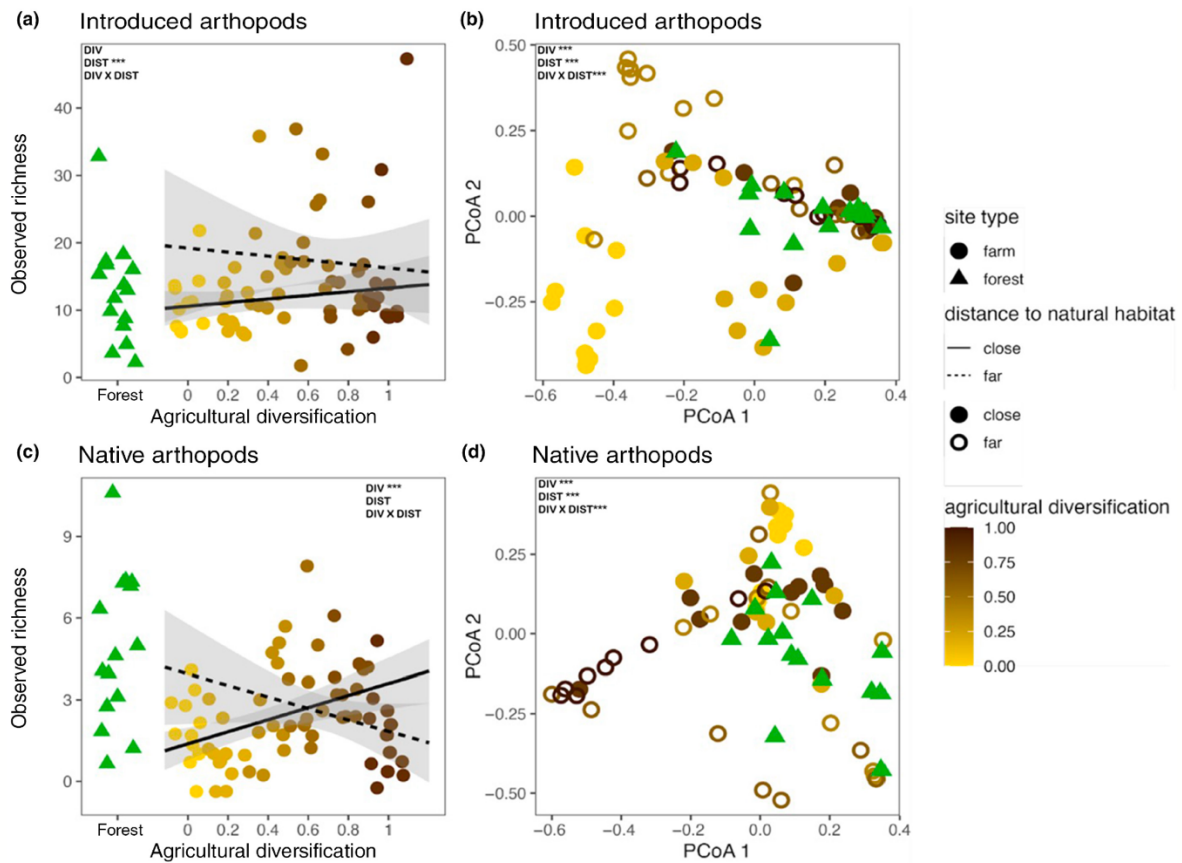 (a) Introduced arthopods
DIV
DIST ***
DIV X DIST
Observed richness
40
30
20
10
0
Forest
0 0.2 0.4 0.6 0.8 1
Agricultural diversification
(b) Introduced arthopods
DIV ***
DIST ***
DIV X DIST***
PCoA 2
0.50
0.25
0.00
−0.25
−0.6 −0.4 −0.2 0.0 0.2 0.4
PCoA 1
(c) Native arthopods
DIV ***
DIST
DIV X DIST
Observed richness
9
6
3
0
Forest
0 0.2 0.4 0.6 0.8 1
Agricultural diversification
(d) Native arthopods
DIV ***
DIST ***
DIV X DIST***
PCoA 2
0.25
0.00
−0.25
−0.50
−0.6 −0.4 −0.2 0.0 0.2 0.4
PCoA 1
site type
farm
forest
distance to natural habitat
close
far
close
far
agricultural diversification
1.00
0.75
0.50
0.25
0.00